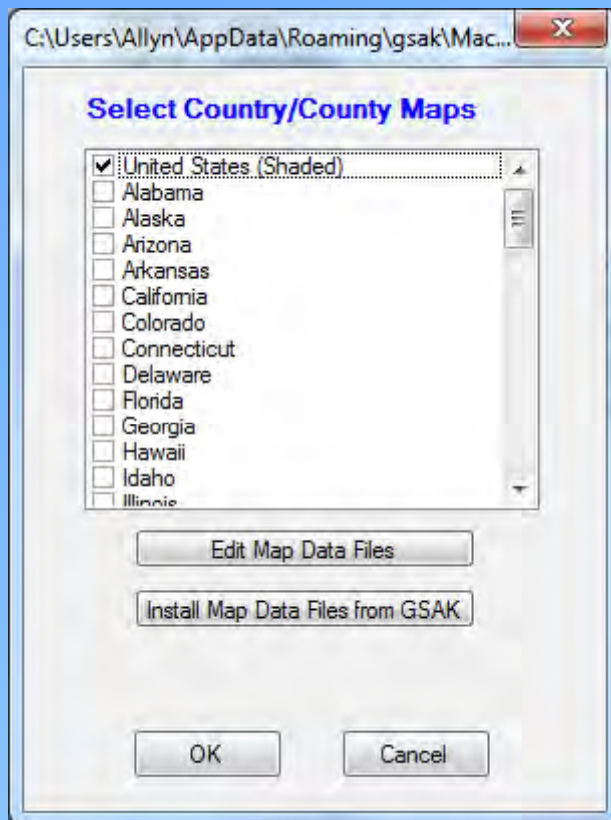 C:\Users\Allyn\AppData\Roaming\gsak\Mac...
Select Country/County Maps
United States (Shaded)
Alabama
Alaska
Arizona
Arkansas
California
Colorado
Connecticut
Delaware
Florida
Georgia
Hawaii
Idaho
Illinois
Edit Map Data Files
Install Map Data Files from GSAK
OK Cancel